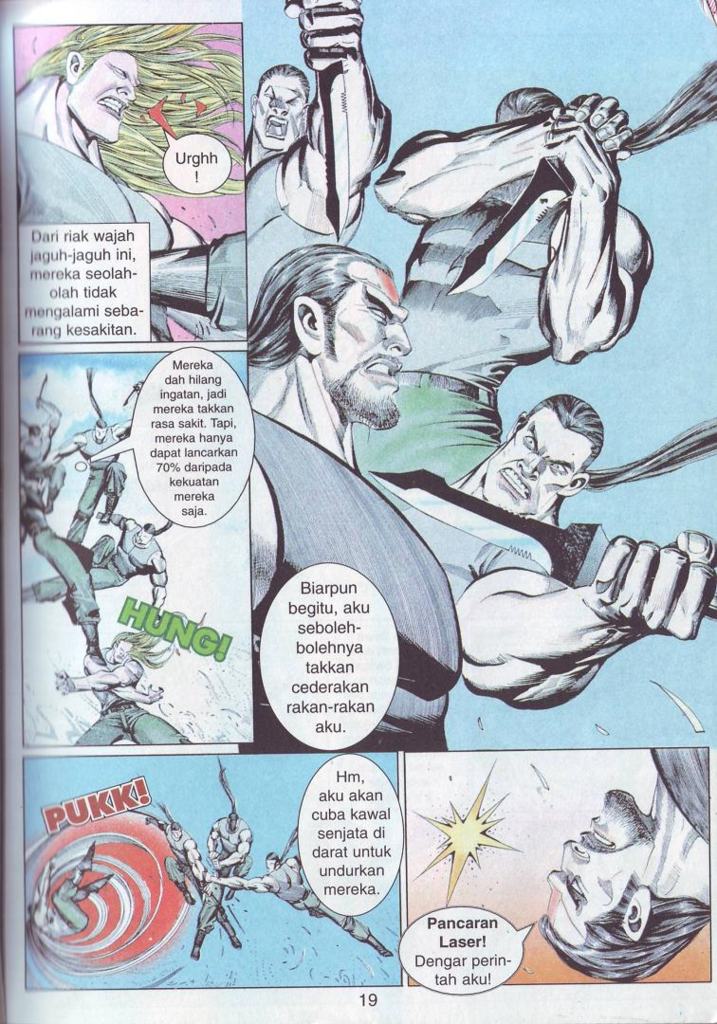 Urghh
!
Dari riak wajah
jaguh-jaguh ini,
mereka seolah-
olah tidak
mengalami seba-
rang kesakitan.
Mereka
dah hilang
ingatan, jadi
mereka takkan
rasa sakit. Tapi,
mereka hanya
dapat lancarkan
70% daripada
kekuatan
mereka
saja.
HUNG!
Biarpun
begitu, aku
seboleh-
bolehnya
takkan
cederakan
rakan-rakan
aku.
PUKK!
Hm,
aku akan
cuba kawal
senjata di
darat untuk
undurkan
mereka.
Pancaran
Laser!
Dengar perin-
tah aku!
19